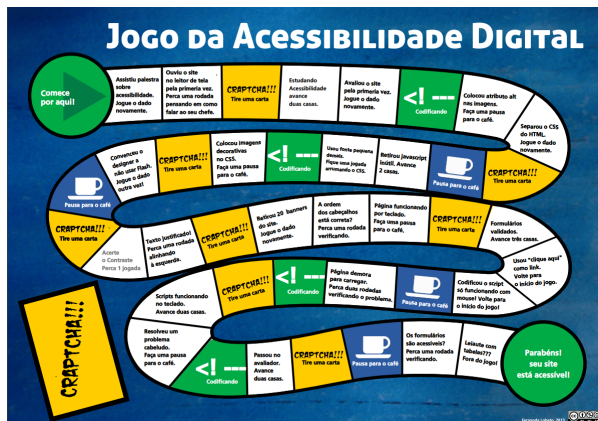 Jogo da Acessibilidade Digital
Comece
por aqui!
Assistiu palestra
sobre
acessibilidade.
Jogue o dado
novamente.
Ouviu o site
no leitor de tela
pela primeira vez.
Perca uma rodada
pensando em como
falar ao seu chefe.
CRAPTCHA!!!
Tire uma carta
Estudando
Acessibilidade
avance
duas casas.
Avaliou o site
pela primeira vez.
Jogue o dado
novamente.
<! ---
Codificando
Colocou atributo alt
nas imagens.
Faça uma pausa
para o café.
Separou o CSS
do HTML.
Jogue o dado
novamente.
CRAPTCHA!!!
Tire uma carta
Pausa para o café
Retirou javascript
inútil. Avance
2 casas.
Usou fonte pequena
demais.
Fique uma jogada
arrumando o CSS.
<! ---
Codificando
Colocou imagens
decorativas
no CSS.
Faça uma pausa
para o café.
CRAPTCHA!!!
Tire uma carta
Convenceu o
designer a
não usar Flash.
Jogue o dado
outra vez!
Pausa para o café
CRAPTCHA!!!
Tire uma carta
Acerte
o Contraste
Perca 1 jogada
Texto justificado!
Perca uma rodada
alinhando
à esquerda.
CRAPTCHA!!!
Tire uma carta
Retirou 20 banners
do site.
Jogue o dado
novamente.
A ordem
dos cabeçalhos
está correta?
Perca uma rodada
verificando.
Página funcionando
por teclado.
Faça uma pausa
para o café.
CRAPTCHA!!!
Tire uma carta
Formulários
validados.
Avance três casas.
Usou "clique aqui"
como link.
Volte para
o início do jogo.
Codificou o script
só funcionando com
mouse! Volte para
o início do jogo!
Pausa para o café
Página demora
para carregar.
Perca duas rodadas
verificando o problema.
<! ---
Codificando
CRAPTCHA!!!
Tire uma carta
Scripts funcionando
no teclado.
Avance duas casas.
Resolveu um
problema
cabeludo.
Faça uma pausa
para o café.
<! ---
Codificando
Passou no
avaliador.
Avance
duas casas.
CRAPTCHA!!!
Tire uma carta
Pausa para o café
Os formulários
são acessíveis?
Perca uma rodada
verificando.
Leiaute com
tabelas???
Fora do jogo!
Parabéns!
seu site
está acessível!
CRAPTCHA!!!